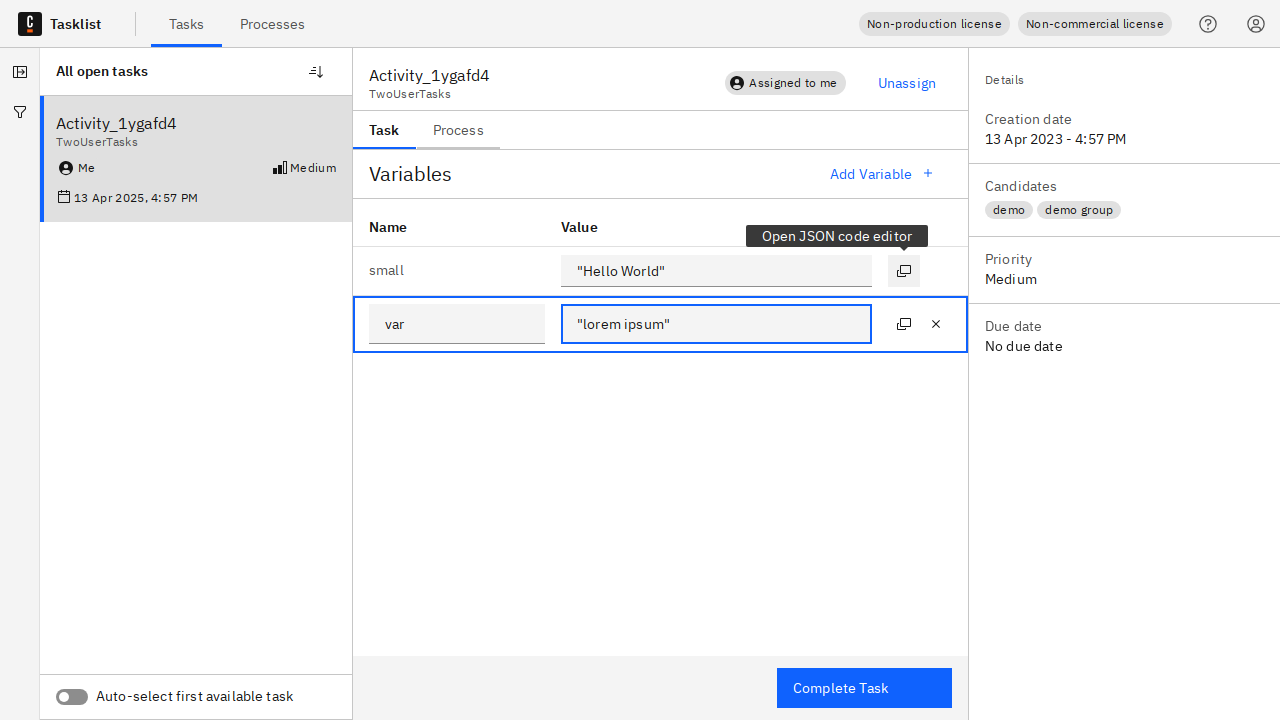 Tasklist
Tasks
Processes
Non-production license
Non-commercial license
All open tasks
Activity_1ygafd4
TwoUserTasks
Me
Medium
13 Apr 2025, 4:57 PM
Auto-select first available task
Activity_1ygafd4
TwoUserTasks
Assigned to me
Unassign
Task
Process
Variables
Add Variable
Name
Value
Open JSON code editor
small
"Hello World"
var
"lorem ipsum"
Complete Task
Details
Creation date
13 Apr 2023 - 4:57 PM
Candidates
demo
demo group
Priority
Medium
Due date
No due date